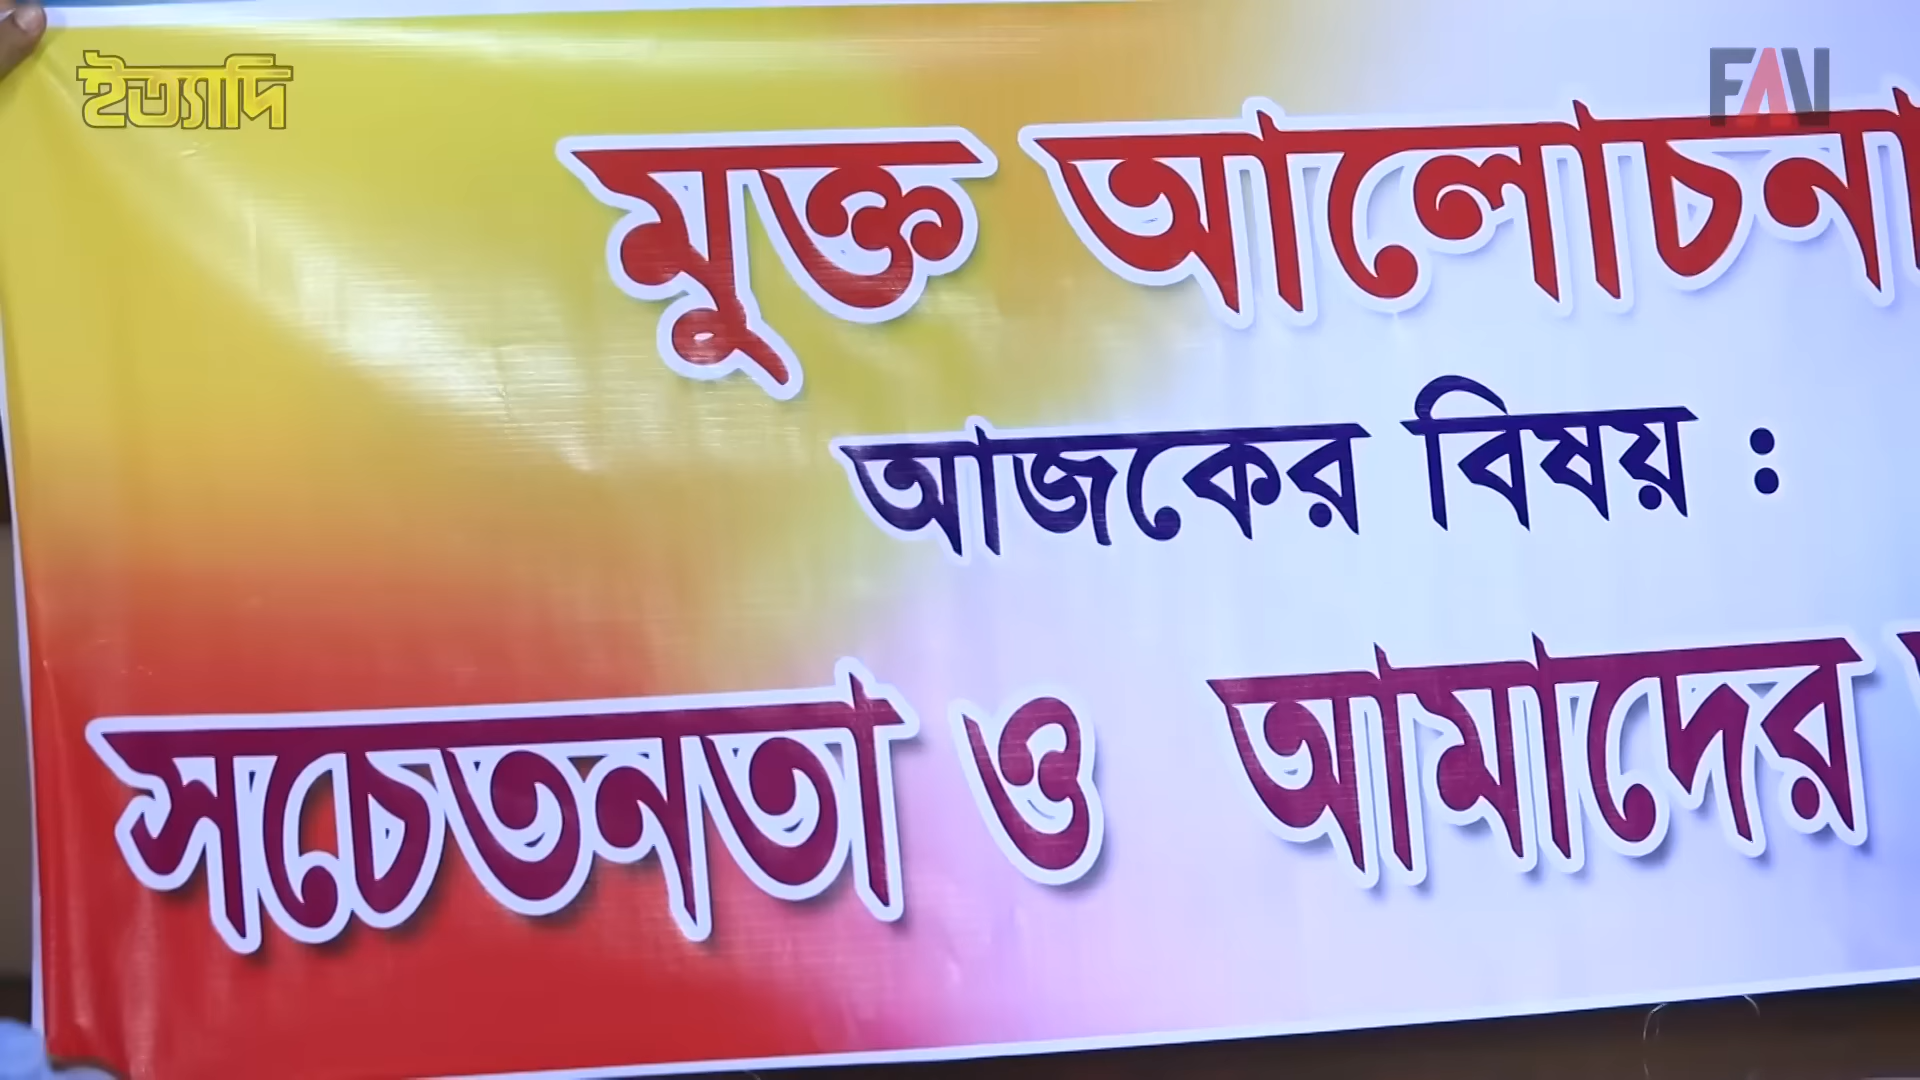 ইত্যাদি
FAV
মুক্ত আলোচনা
আজকের বিষয় :
সচেতনতা ও আমাদের